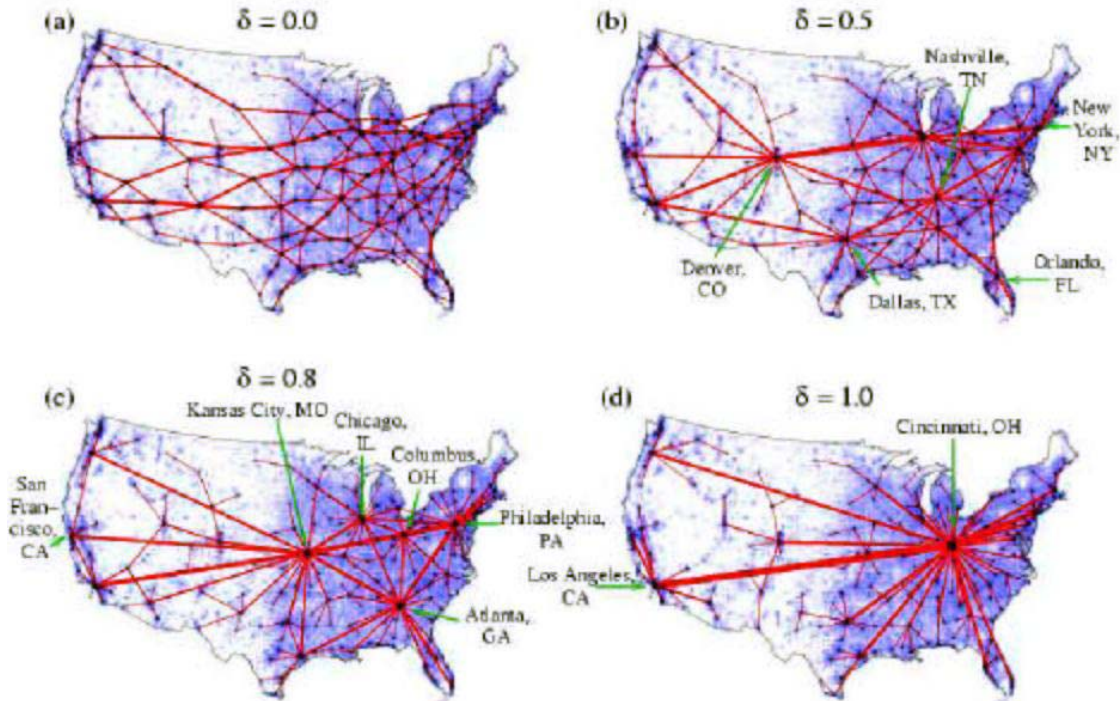 (a)
δ = 0.0
(b)
δ = 0.5
Nashville,
TN
New
York,
NY
Denver,
CO
Dallas, TX
Orlando,
FL
(c)
δ = 0.8
Kansas City, MO
Chicago,
IL
Columbus,
OH
San
Fran-
cisco,
CA
Philadelphia,
PA
Atlanta,
GA
(d)
δ = 1.0
Cincinnati, OH
Los Angeles,
CA